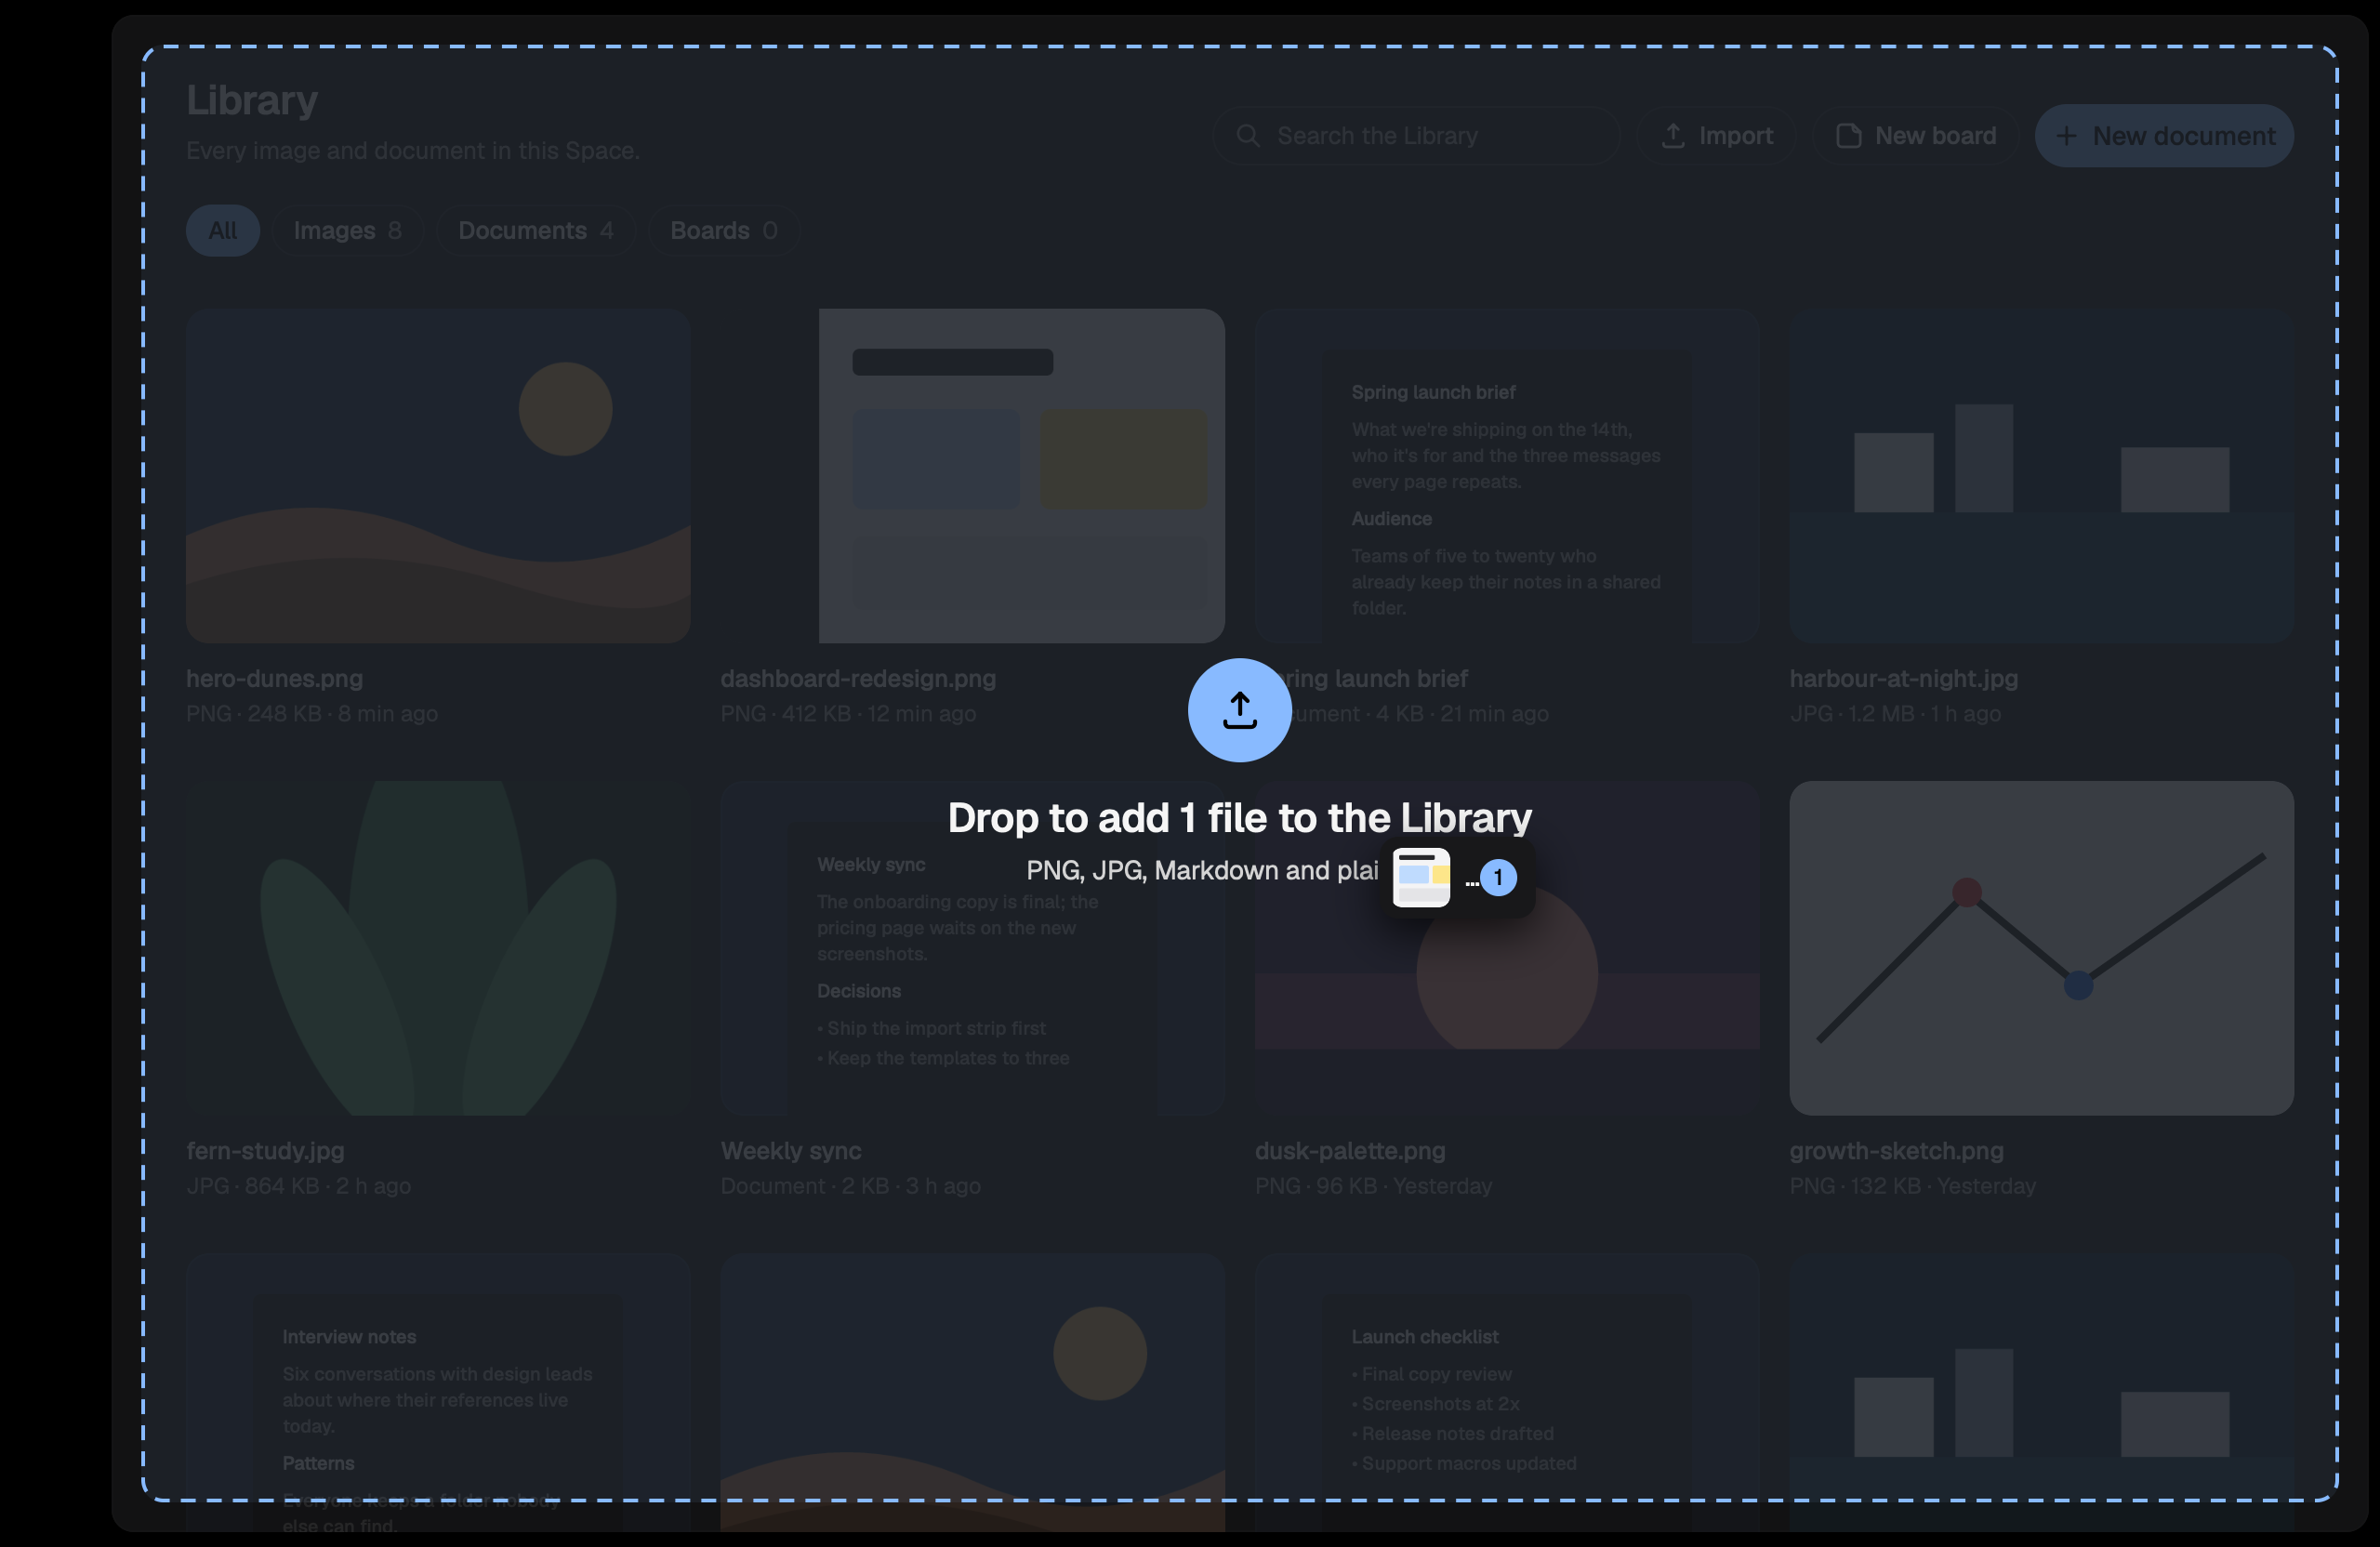 Library
Every image and document in this Space.
Search the Library
Import
New board
New document
All
Images 8
Documents 4
Boards 0
Spring launch brief
What we're shipping on the 14th,
who it's for and the three messages
every page repeats.
Audience
Teams of five to twenty who
already keep their notes in a shared
folder.
hero-dunes.png
PNG · 248 KB · 8 min ago
dashboard-redesign.png
PNG · 412 KB · 12 min ago
launch brief
4 KB · 21 min ago
harbour-at-night.jpg
JPG · 1.2 MB · 1 h ago
Drop to add 1 file to the Library
PNG, JPG, Markdown and
... 1
Weekly sync
The onboarding copy is final; the
pricing page waits on the new
screenshots.
Decisions
• Ship the import strip first
• Keep the templates to three
fern-study.jpg
JPG · 864 KB · 2 h ago
Weekly sync
Document · 2 KB · 3 h ago
dusk-palette.png
PNG · 96 KB · Yesterday
growth-sketch.png
PNG · 132 KB · Yesterday
Interview notes
Six conversations with design leads
about where their references live
today.
Patterns
Everyone keeps a folder nobody
else can find.
Launch checklist
• Final copy review
• Screenshots at 2x
• Release notes drafted
• Support macros updated